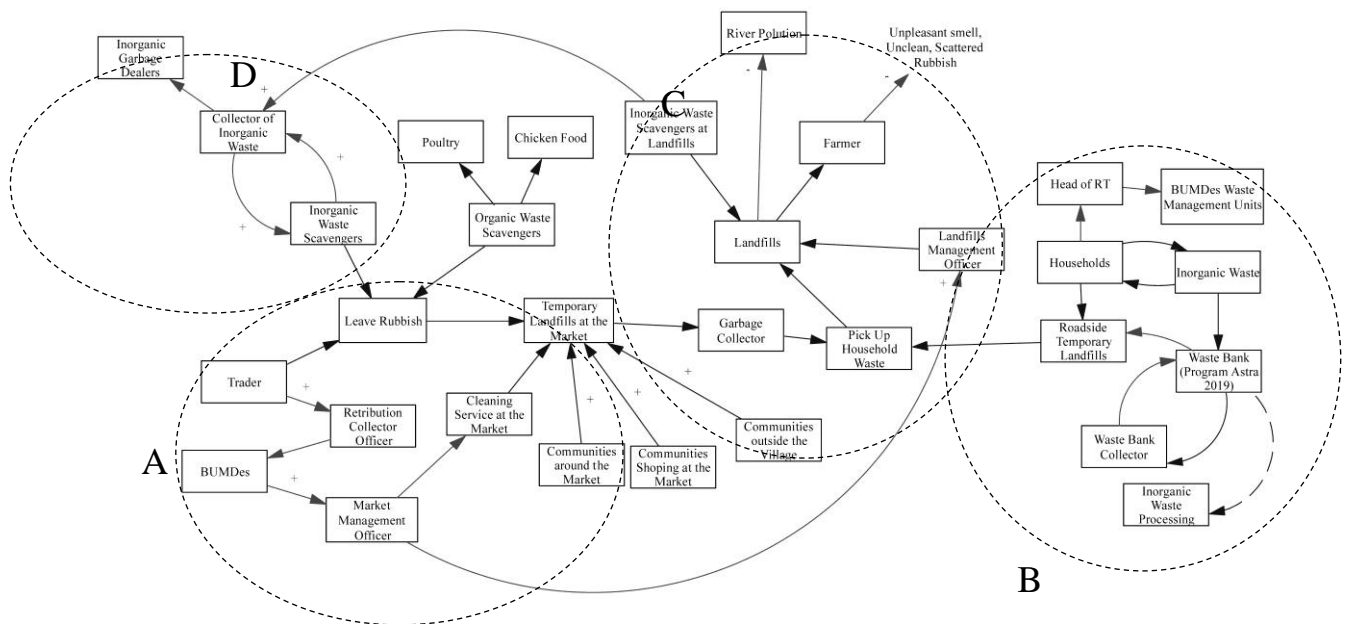 Inorganic
Garbage
Dealers
D
+
Collector of
Inorganic
Waste
+
+
Inorganic
Waste
Scavengers
Poultry
Chicken Food
Organic Waste
Scavengers
River Polution
-
Unpleasant smell,
Unclean, Scattered
Rubbish
-
C
Inorganic Waste
Scavengers at
Landfills
Farmer
Landfills
Landfills
Management
Officer
+
Head of RT
BUMDes Waste
Management Units
Households
Inorganic Waste
Roadside
Temporary
Landfills
Waste Bank
(Program Astra
2019)
Waste Bank
Collector
Inorganic
Waste
Processing
B
Leave Rubbish
Temporary
Landfills at the
Market
Garbage
Collector
Pick Up
Household
Waste
Trader
+
Retribution
Collector
Officer
Cleaning
Service at the
Market
+
+
+
A
BUMDes
+
Market
Management
Officer
Communities
around the
Market
Communities
Shoping at the
Market
Communities
outside the
Village